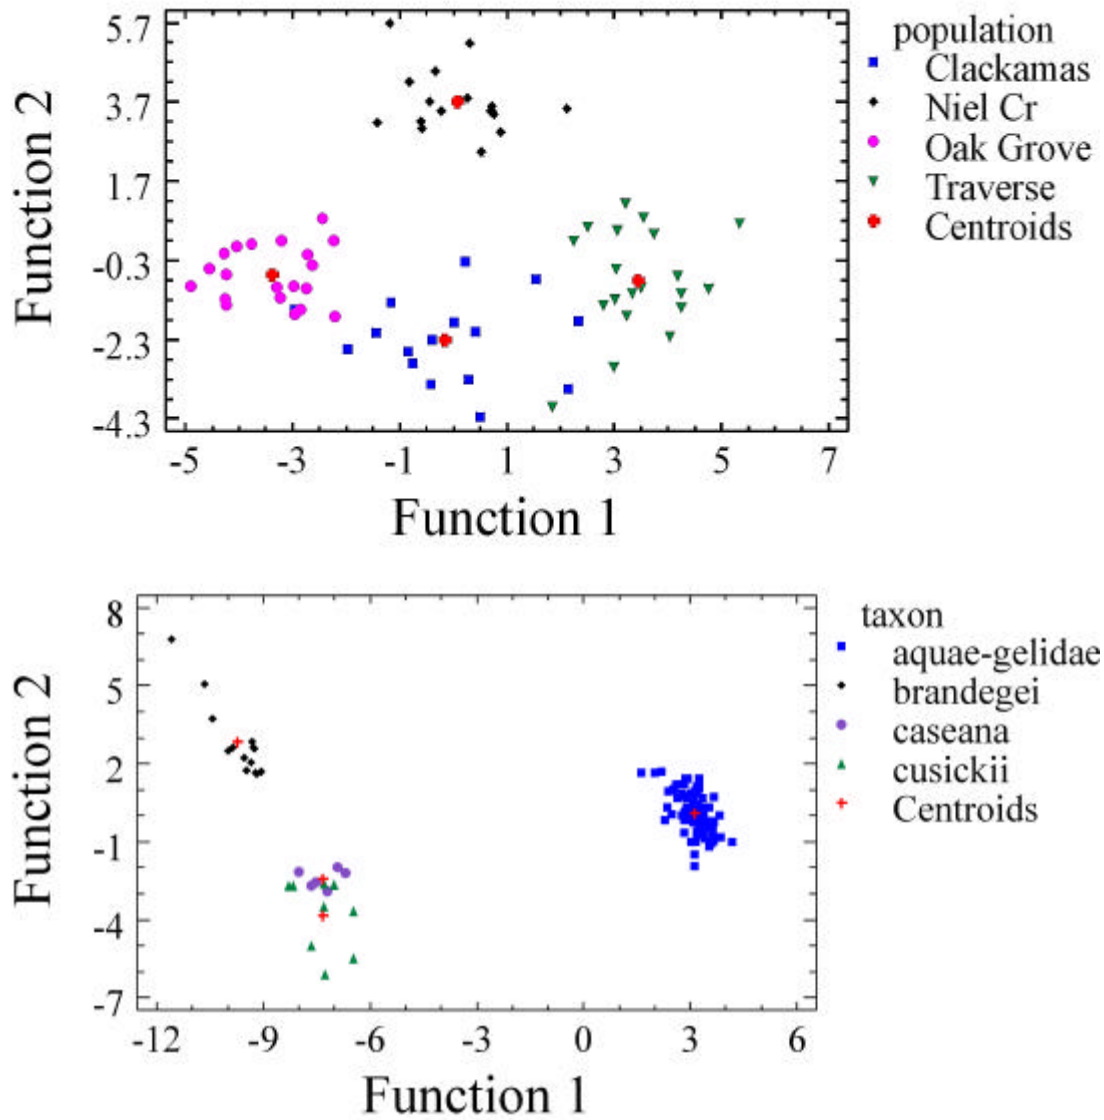 5.7
3.7
1.7
-0.3
-2.3
-4.3
Function 2
-5 -3 -1 1 3 5 7
Function 1
population
Clackamas
Niel Cr
Oak Grove
Traverse
Centroids
8
5
2
-1
-4
-7
Function 2
-12 -9 -6 -3 0 3 6
Function 1
taxon
aquae-gelidae
brandegei
caseana
cusickii
Centroids